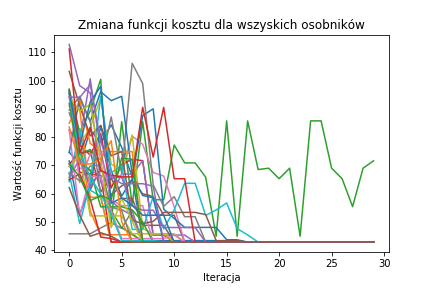 Zmiana funkcji kosztu dla wszyskich osobników
Wartość funkcji kosztu
110
100
90
80
70
60
50
40
0 5 10 15 20 25 30
Iteracja